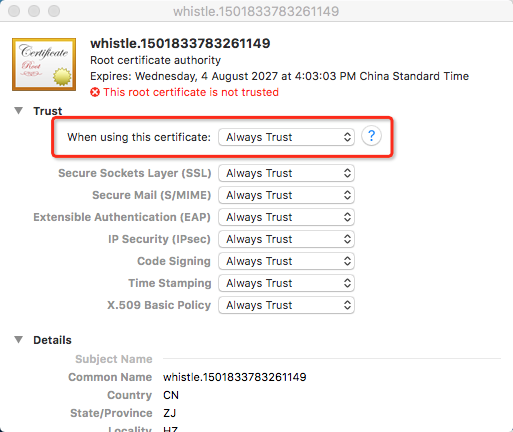 whistle.1501833783261149
Certificate
Root
whistle.1501833783261149
Root certificate authority
Expires: Wednesday, 4 August 2027 at 4:03:03 PM China Standard Time
This root certificate is not trusted
Trust
When using this certificate: Always Trust ?
Secure Sockets Layer (SSL) Always Trust
Secure Mail (S/MIME) Always Trust
Extensible Authentication (EAP) Always Trust
IP Security (IPsec) Always Trust
Code Signing Always Trust
Time Stamping Always Trust
X.509 Basic Policy Always Trust
Details
Subject Name
Common Name whistle.1501833783261149
Country CN
State/Province ZJ
Locality HZ